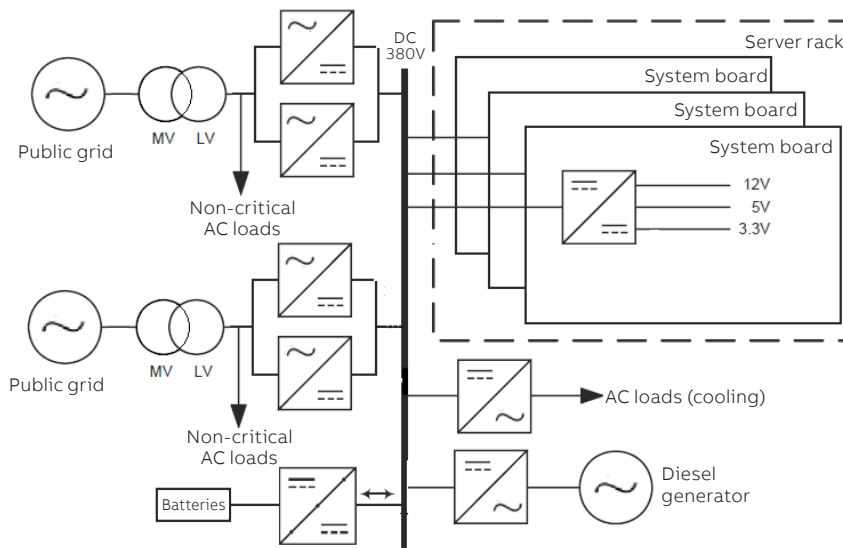 DC
380V
Server rack
System board
System board
System board
12V
5V
3.3V
MV
LV
Public grid
Non-critical
AC loads
MV
LV
Public grid
Non-critical
AC loads
AC loads (cooling)
Batteries
Diesel
generator